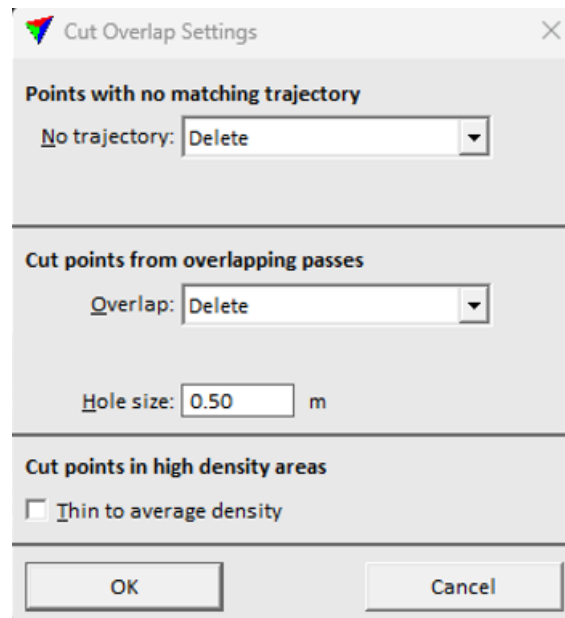 Cut Overlap Settings
Points with no matching trajectory
No trajectory: Delete
Cut points from overlapping passes
Overlap: Delete
Hole size: 0.50 m
Cut points in high density areas
Thin to average density
OK Cancel